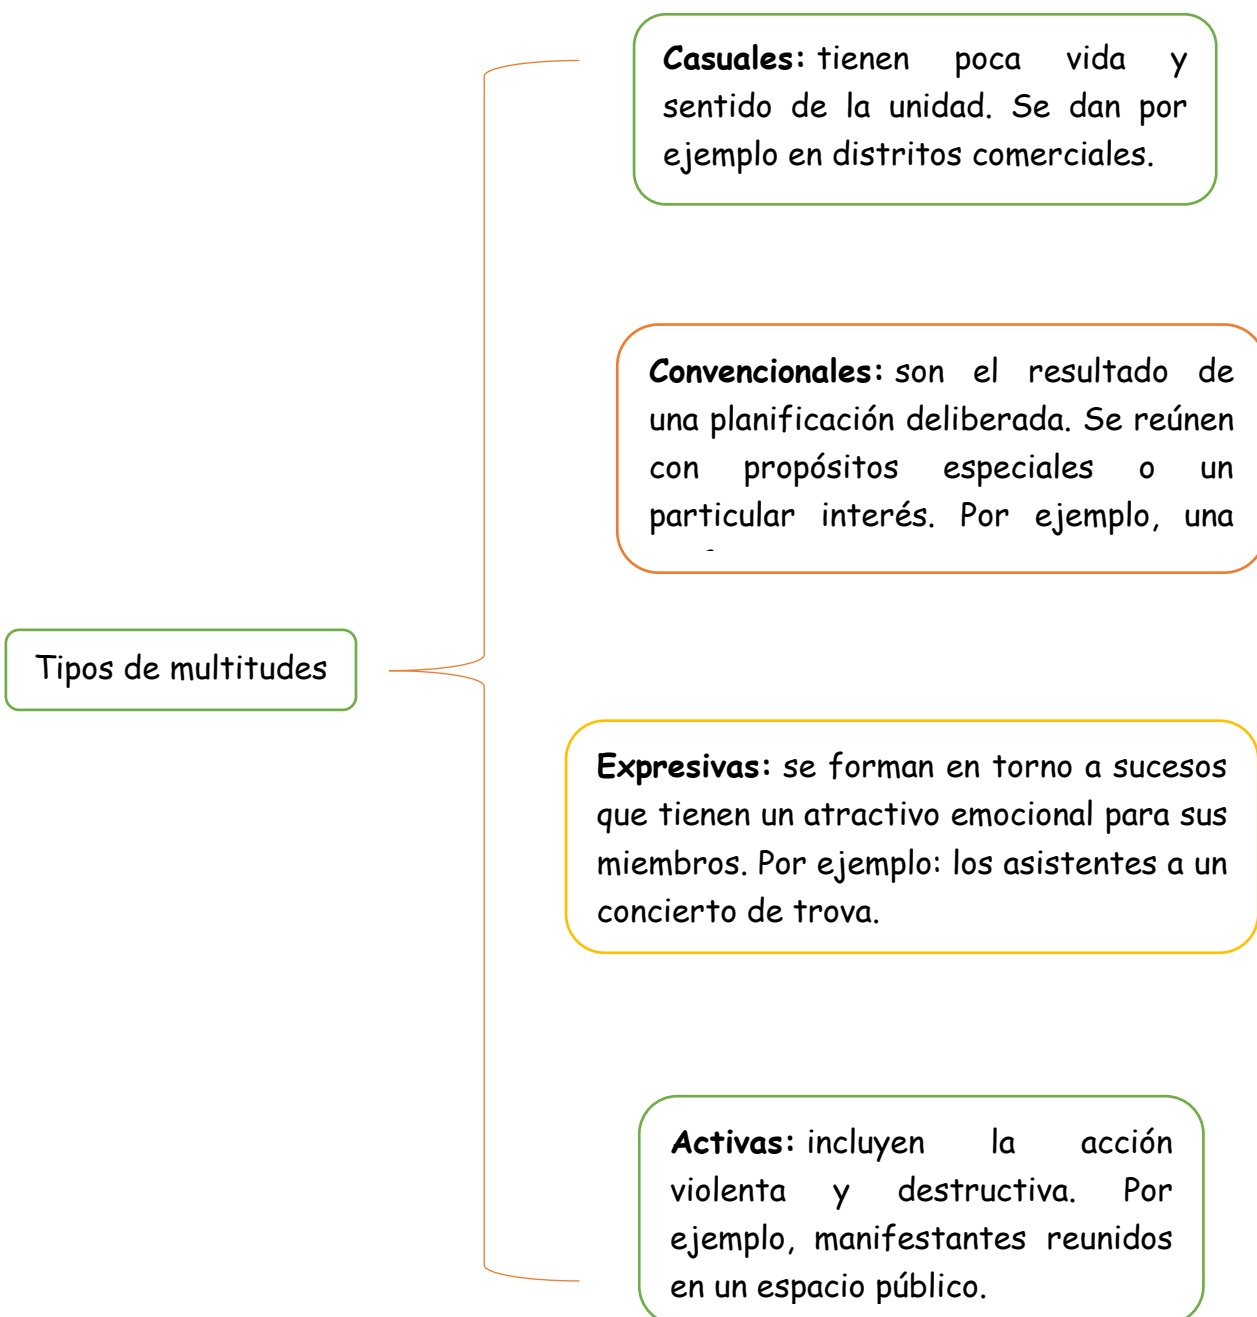 Casuales: tienen poca vida y
sentido de la unidad. Se dan por
ejemplo en distritos comerciales.
Convencionales: son el resultado de
una planificación deliberada. Se reúnen
con propósitos especiales o un
particular interés. Por ejemplo, una
Tipos de multitudes
Expresivas: se forman en torno a sucesos
que tienen un atractivo emocional para sus
miembros. Por ejemplo: los asistentes a un
concierto de trova.
Activas: incluyen la acción
violenta y destructiva. Por
ejemplo, manifestantes reunidos
en un espacio público.